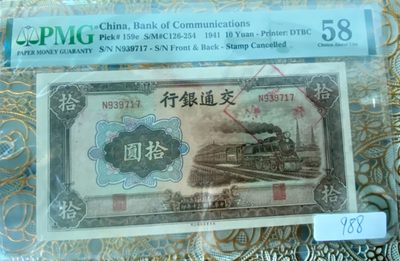 PMG
PAPER MONEY GUARANTY
China, Bank of Communications
Pick# 159e S/M#C126-254 1941 10 Yuan - Printer: DTBC
S/N N939717 - S/N Front & Back - Stamp Cancelled
58
Choice About Unc
拾 拾
N939717 N939717
行銀通交
圓拾
拾 拾
988